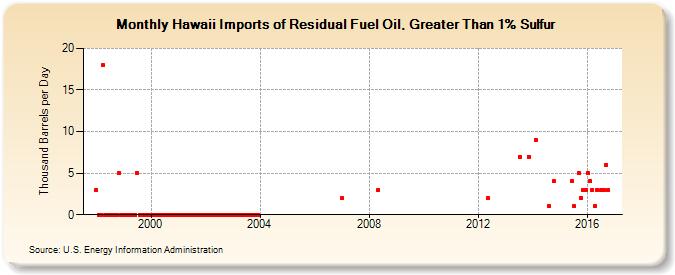 Monthly Hawaii Imports of Residual Fuel Oil, Greater Than 1% Sulfur
Thousand Barrels per Day
20
15
10
5
0
2000 2004 2008 2012 2016
Source: U.S. Energy Information Administration